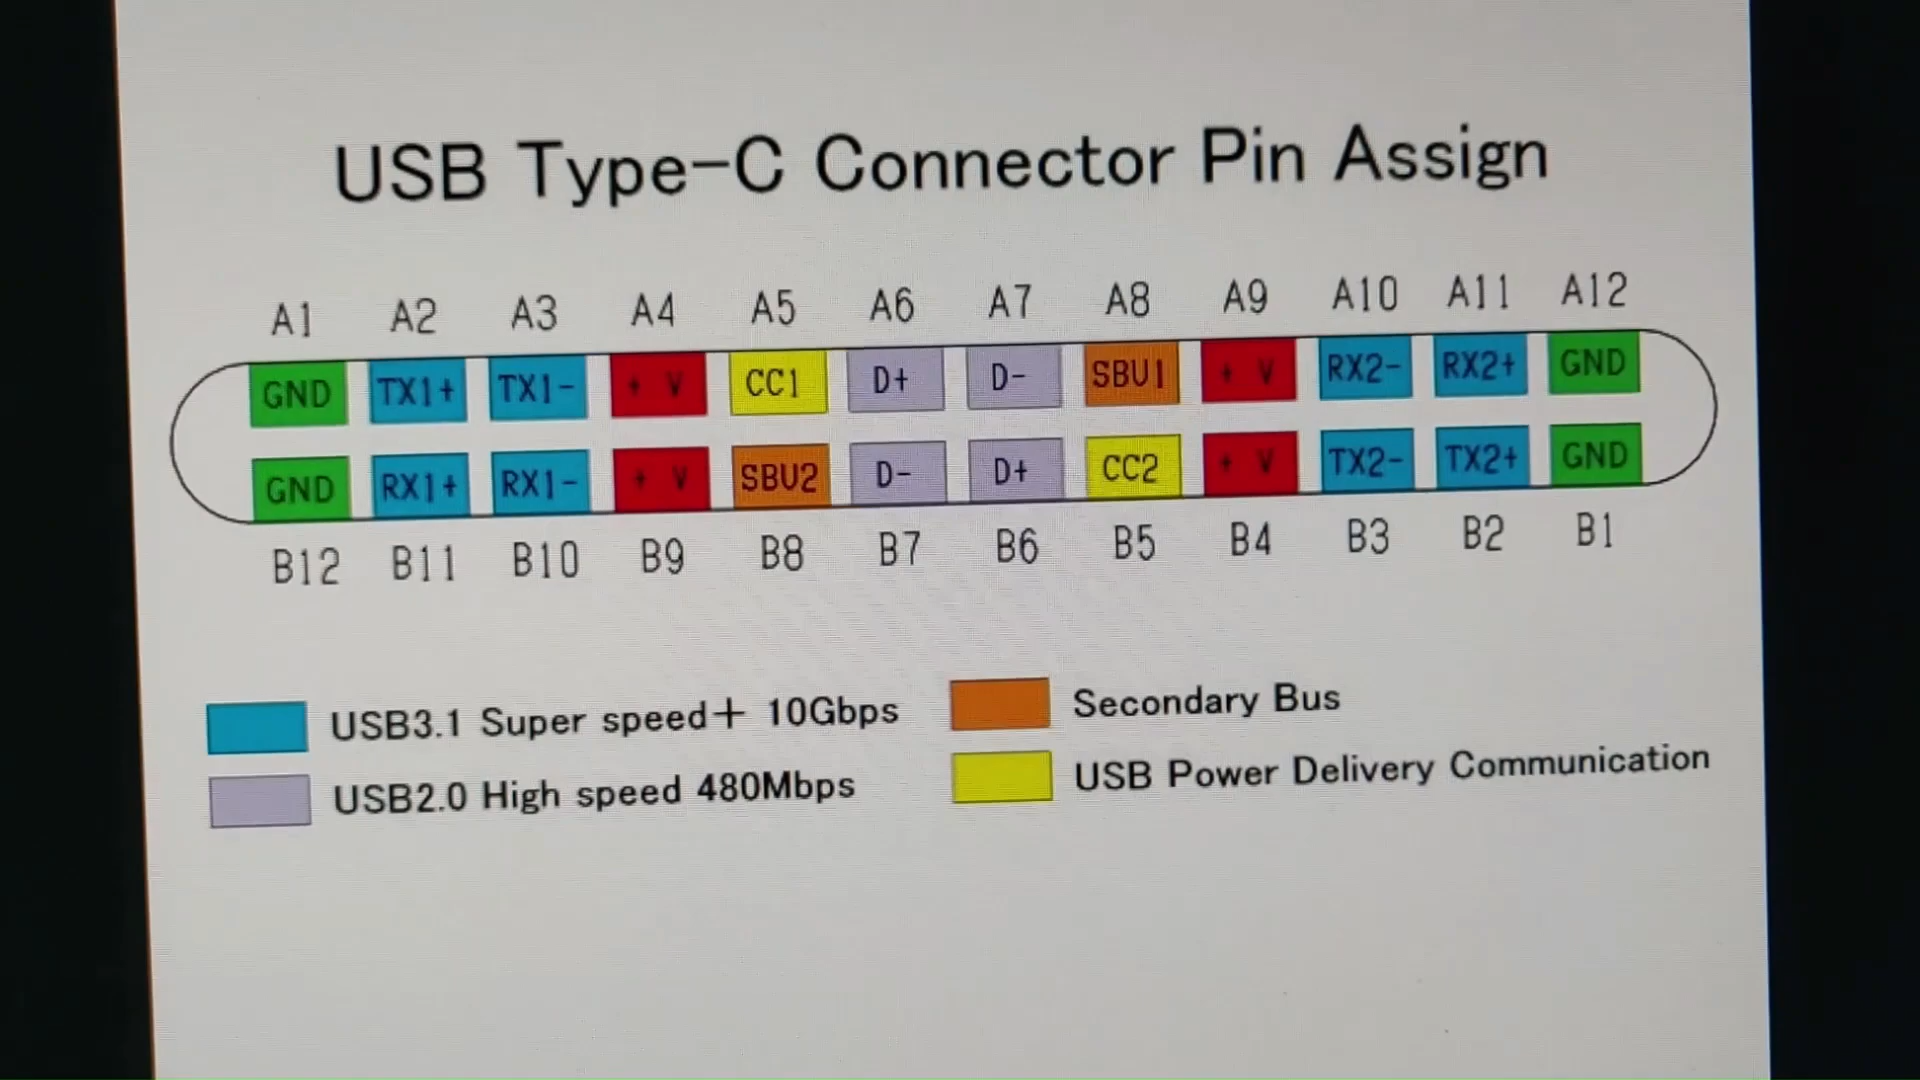 USB Type-C Connector Pin Assign
A1 A2 A3 A4 A5 A6 A7 A8 A9 A10 A11 A12
GND TX1+ TX1- + V CC1 D+ D- SBU1 + V RX2- RX2+ GND
GND RX1+ RX1- + V SBU2 D- D+ CC2 + V TX2- TX2+ GND
B12 B11 B10 B9 B8 B7 B6 B5 B4 B3 B2 B1
USB3.1 Super speed+ 10Gbps
Secondary Bus
USB2.0 High speed 480Mbps
USB Power Delivery Communication